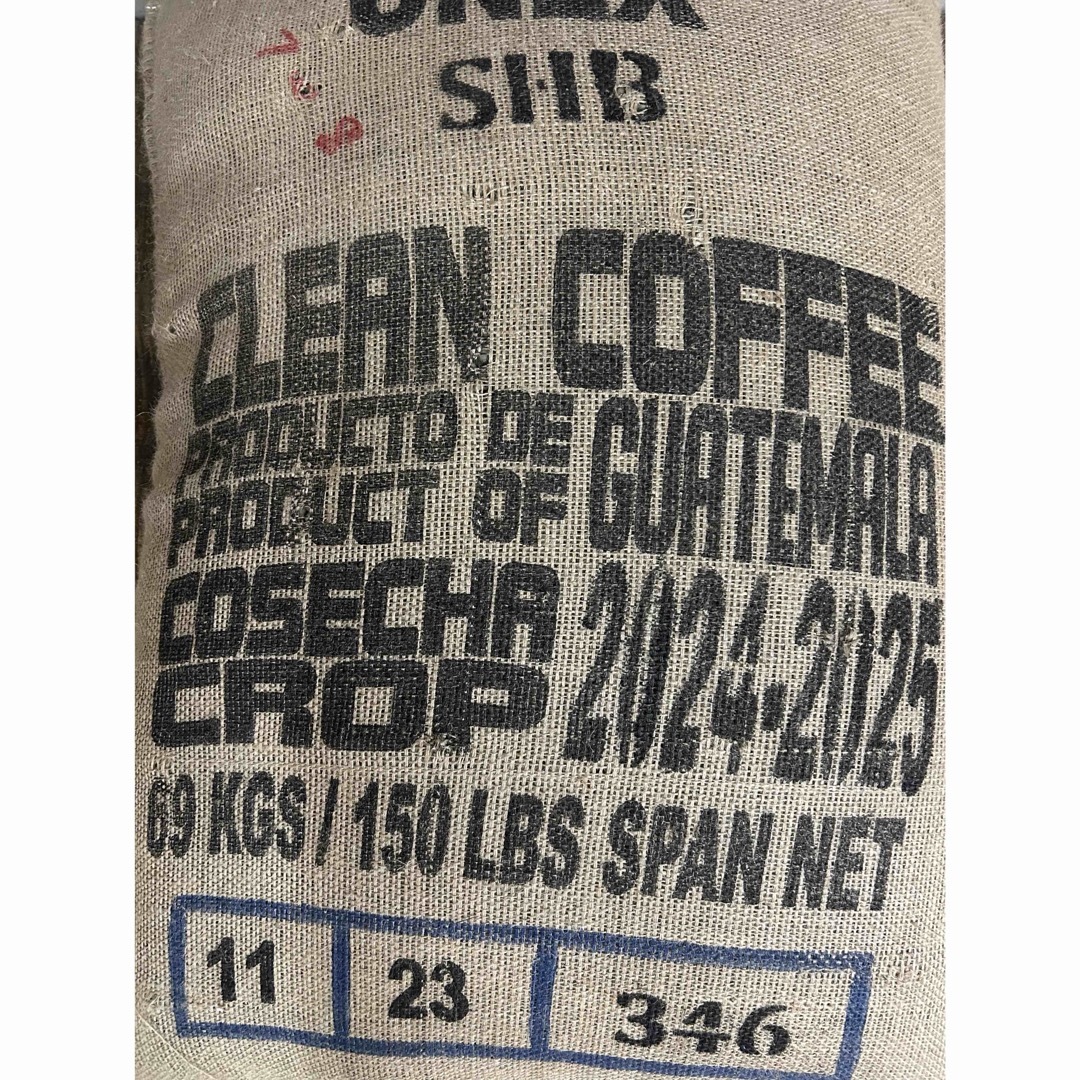 SHB
CLEAN COFFEE
PRODUCTO DE
PRODUCT OF GUATEMALA
COSECHA
CROP 2024-2025
69 KGS / 150 LBS SPAN NET
11 23 346